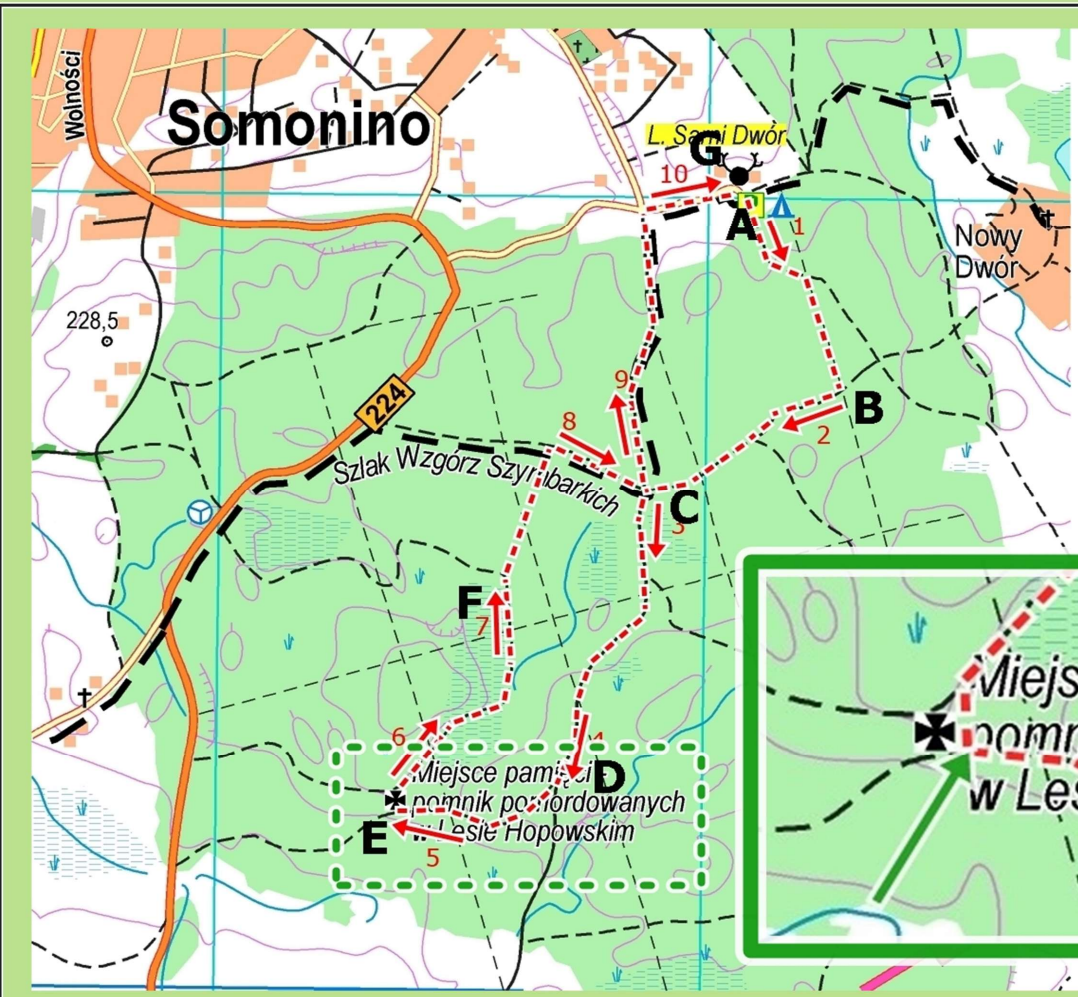 Wolności
Somonino
L. Sami Dwór
G
10
A
1
Nowy
Dwór
228,5
224
9
B
8
2
Szlak Wzgórz Szymbarkich
C
3
F
7
6
4
Miejsce pamięci
D
pomnik pomordowanych
w Lesie Hopowskim
E
5
Miejs
pomn
w Les